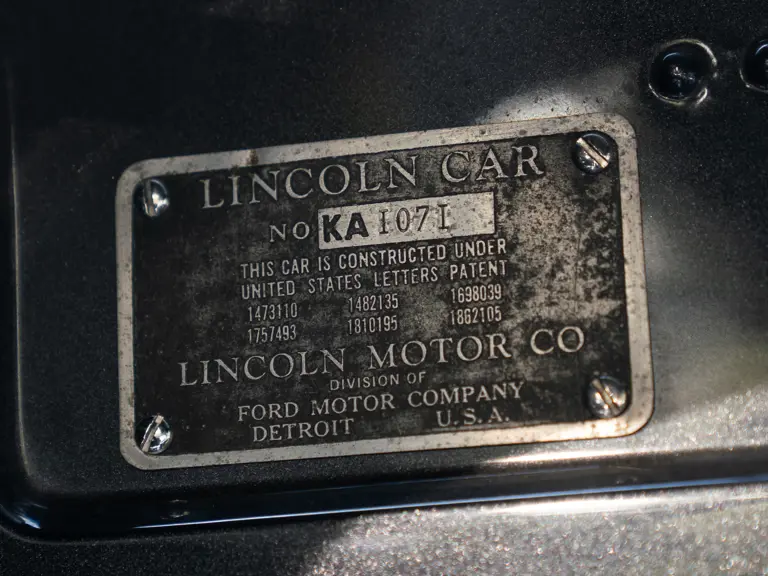 LINCOLN CAR
NO KA 1071
THIS CAR IS CONSTRUCTED UNDER
UNITED STATES LETTERS PATENT
1473110 1482135 1698039
1757493 1810195 1862105
LINCOLN MOTOR CO
DIVISION OF
FORD MOTOR COMPANY
DETROIT U.S.A.